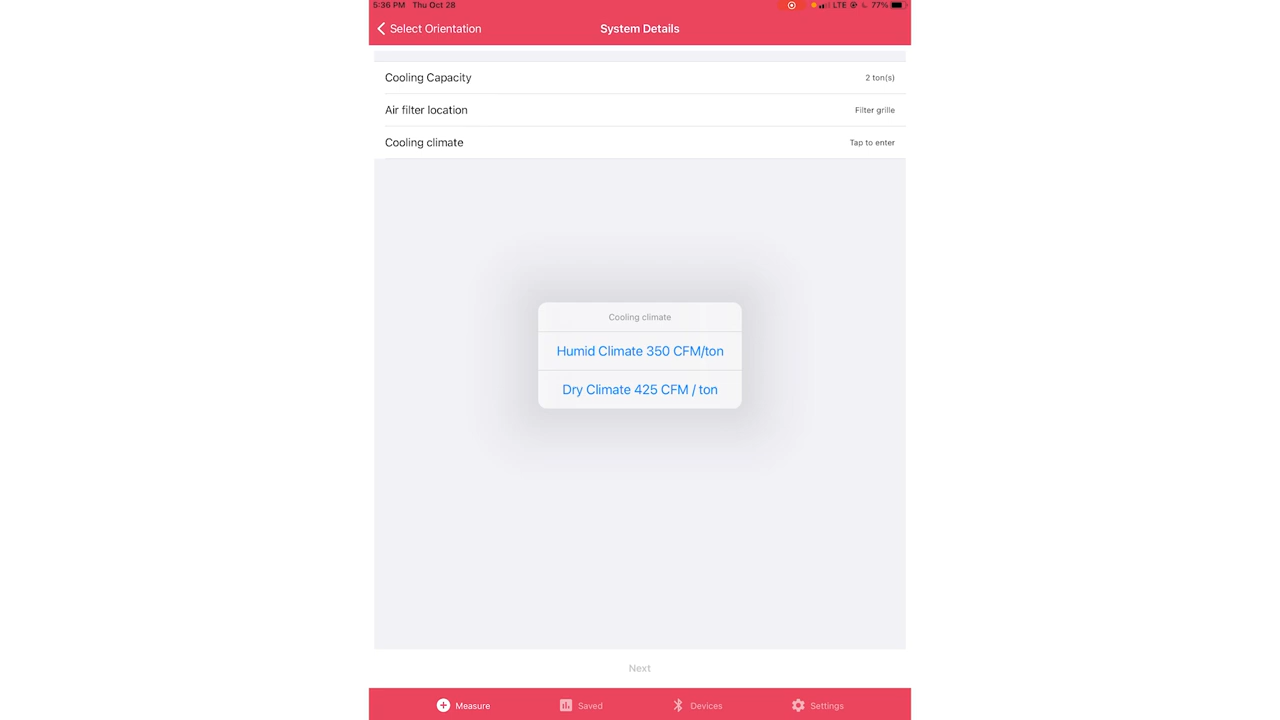 5:36 PM Thu Oct 28 LTE 77%
Select Orientation System Details
Cooling Capacity 2 ton(s)
Air filter location Filter grille
Cooling climate Tap to enter
Cooling climate
Humid Climate 350 CFM/ton
Dry Climate 425 CFM / ton
Next
Measure Saved Devices Settings